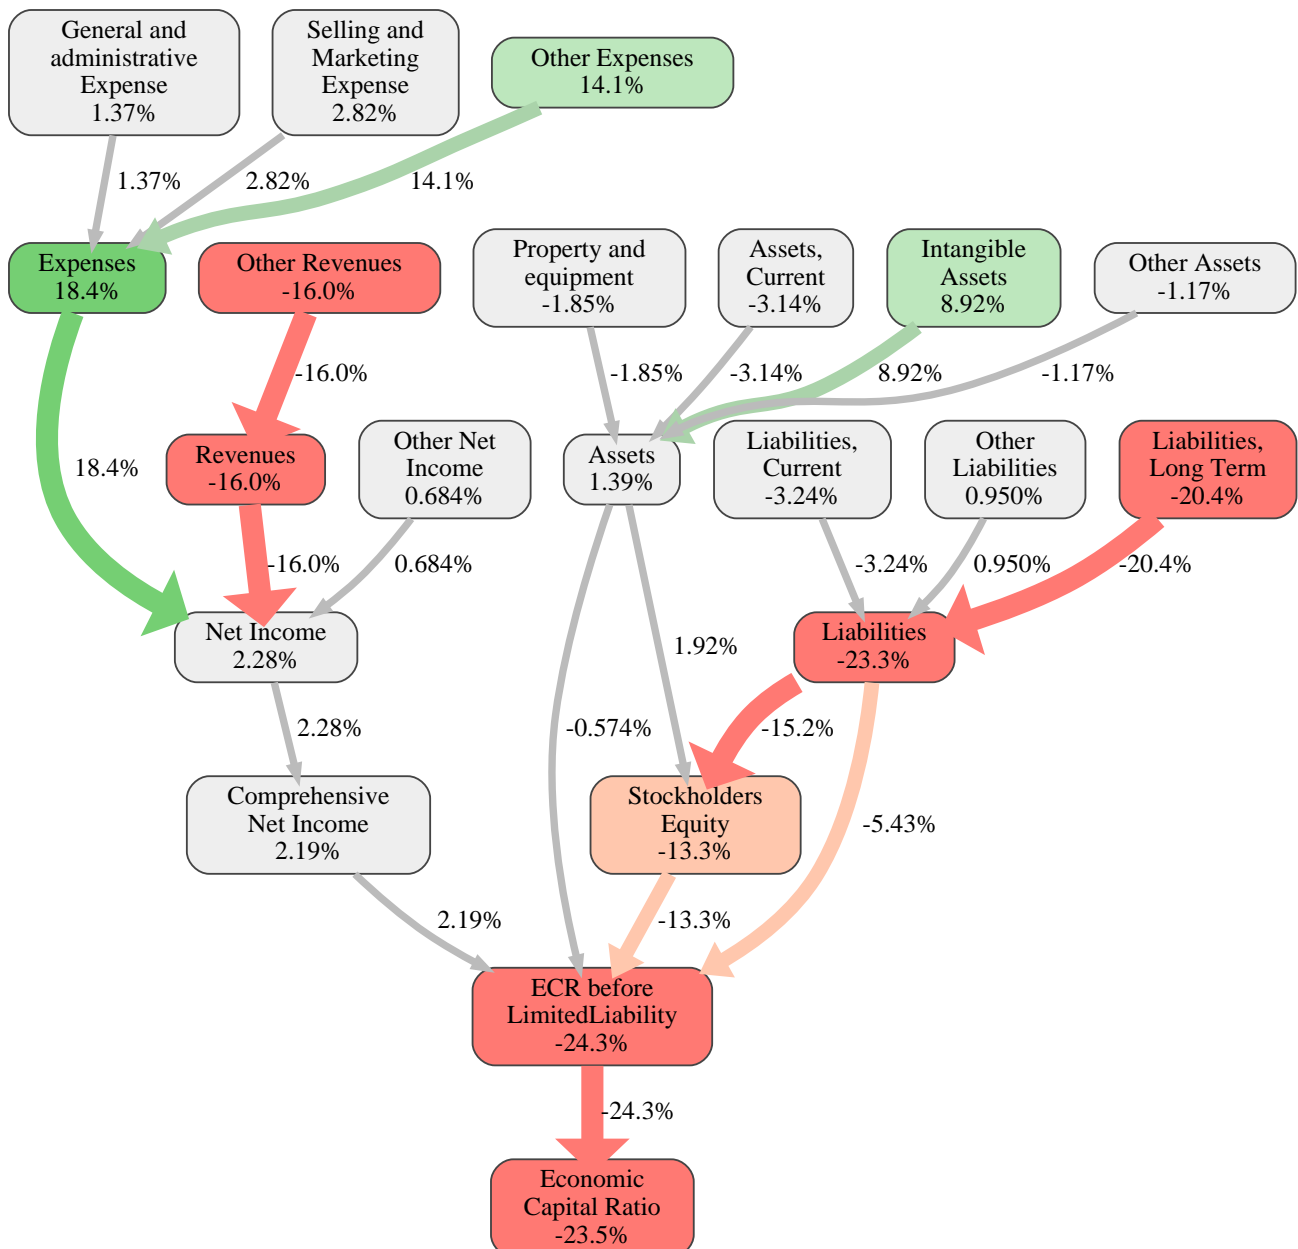 General and
administrative
Expense
1.37%
Selling and
Marketing
Expense
2.82%
Other Expenses
14.1%
1.37%
2.82%
14.1%
Expenses
18.4%
Other Revenues
-16.0%
Property and
equipment
-1.85%
Assets,
Current
-3.14%
Intangible
Assets
8.92%
Other Assets
-1.17%
-16.0%
-1.85%
-3.14%
8.92%
-1.17%
18.4%
Revenues
-16.0%
Other Net
Income
0.684%
Assets
1.39%
Liabilities,
Current
-3.24%
Other
Liabilities
0.950%
Liabilities,
Long Term
-20.4%
-16.0%
0.684%
-3.24%
0.950%
-20.4%
Net Income
2.28%
1.92%
Liabilities
-23.3%
2.28%
-0.574%
-15.2%
Comprehensive
Net Income
2.19%
Stockholders
Equity
-13.3%
-5.43%
2.19%
-13.3%
ECR before
LimitedLiability
-24.3%
-24.3%
Economic
Capital Ratio
-23.5%